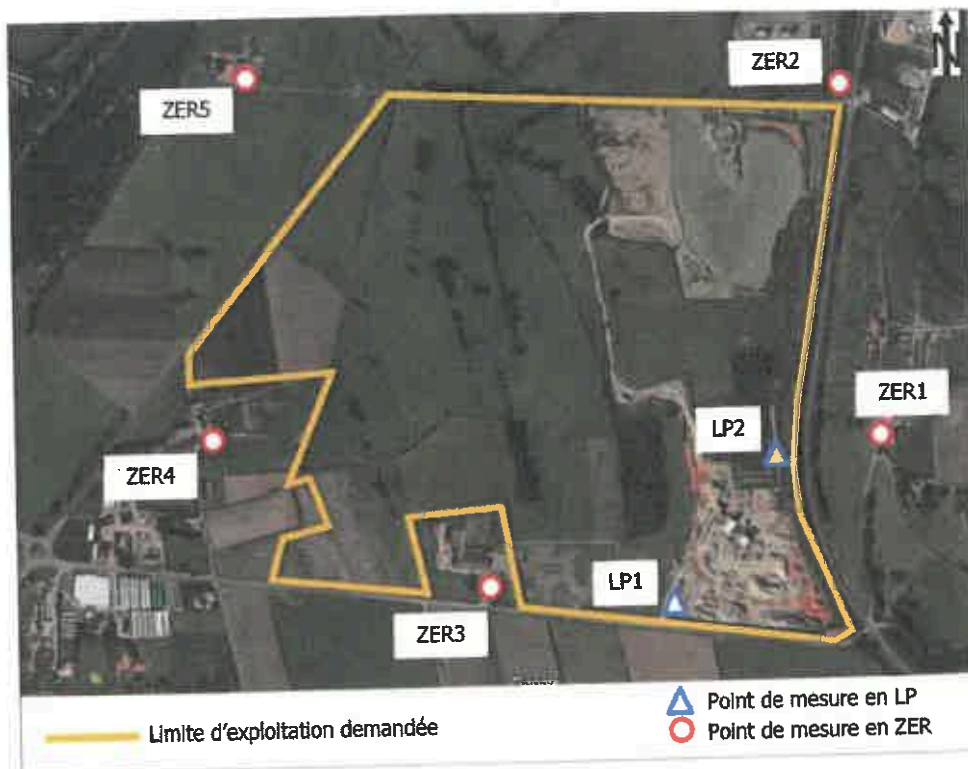 N
ZER2
ZER5
ZER1
LP2
ZER4
LP1
ZER3
Limite d'exploitation demandée
Point de mesure en LP
Point de mesure en ZER